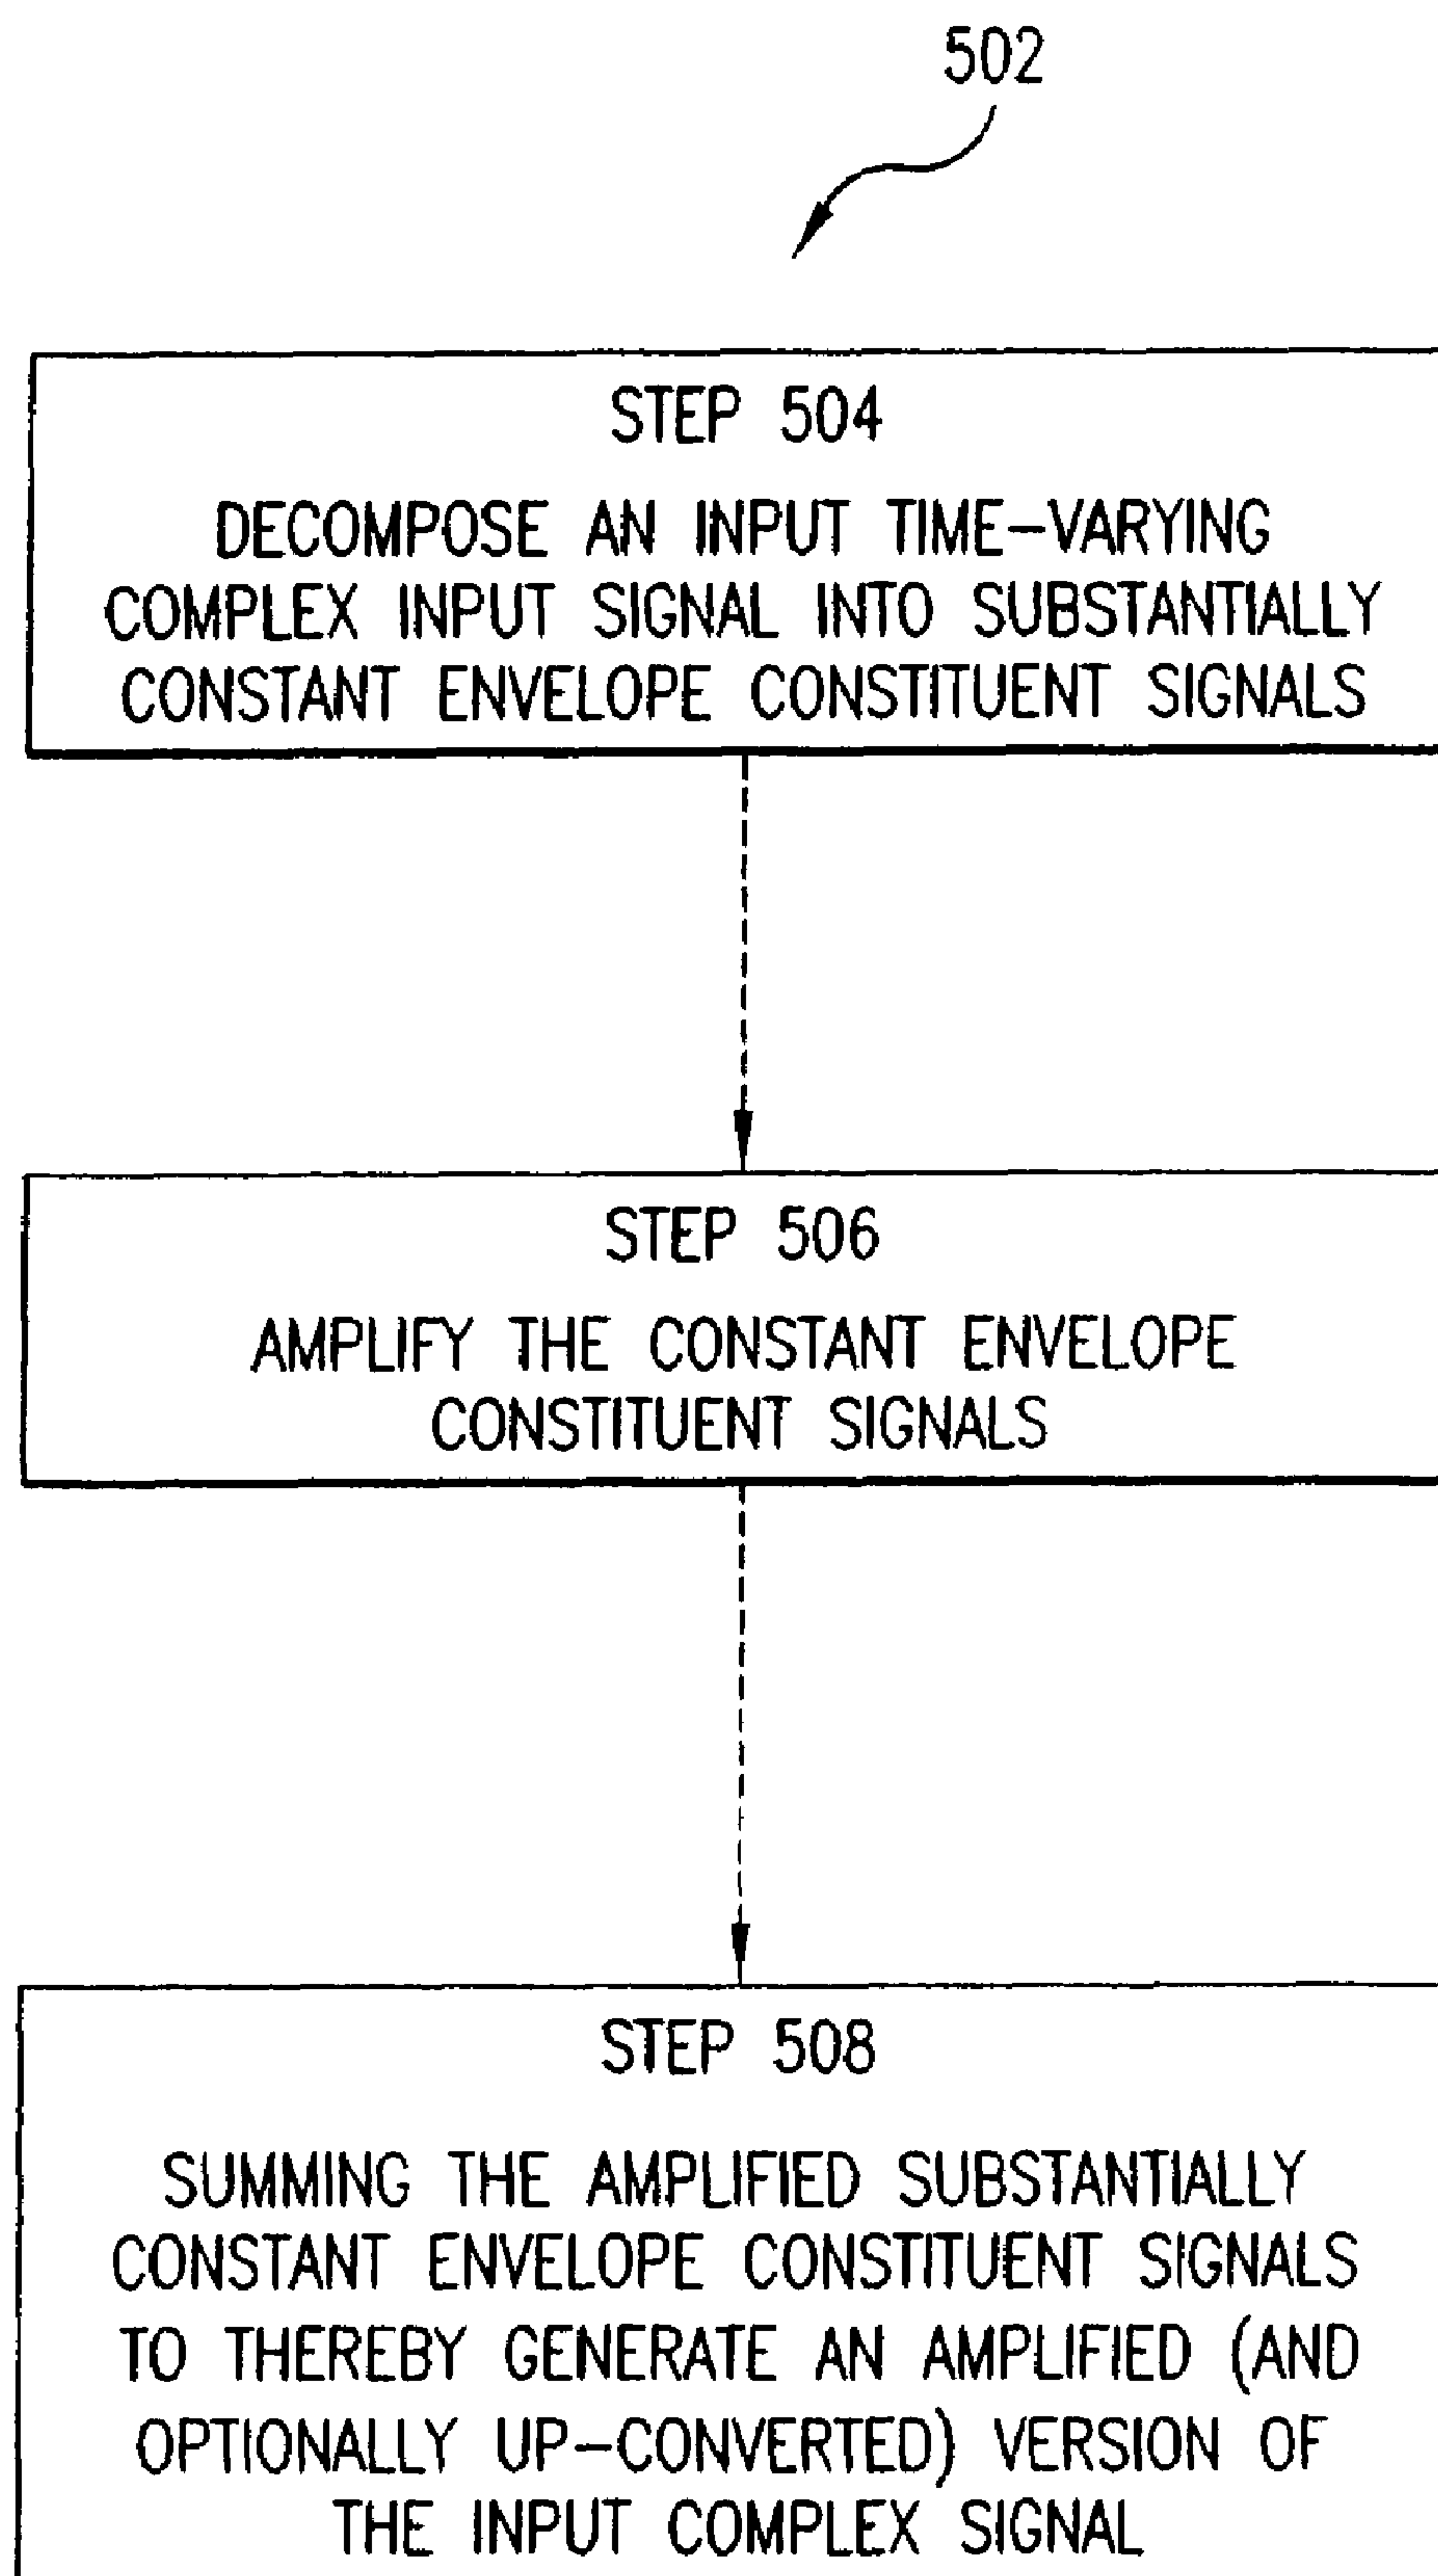 502
STEP 504
DECOMPOSE AN INPUT TIME-VARYING
COMPLEX INPUT SIGNAL INTO SUBSTANTIALLY
CONSTANT ENVELOPE CONSTITUENT SIGNALS
STEP 506
AMPLIFY THE CONSTANT ENVELOPE
CONSTITUENT SIGNALS
STEP 508
SUMMING THE AMPLIFIED SUBSTANTIALLY
CONSTANT ENVELOPE CONSTITUENT SIGNALS
TO THEREBY GENERATE AN AMPLIFIED (AND
OPTIONALLY UP-CONVERTED) VERSION OF
THE INPUT COMPLEX SIGNAL